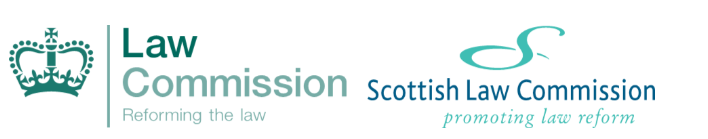 Law
Commission
Reforming the law
Scottish Law Commission
promoting law reform